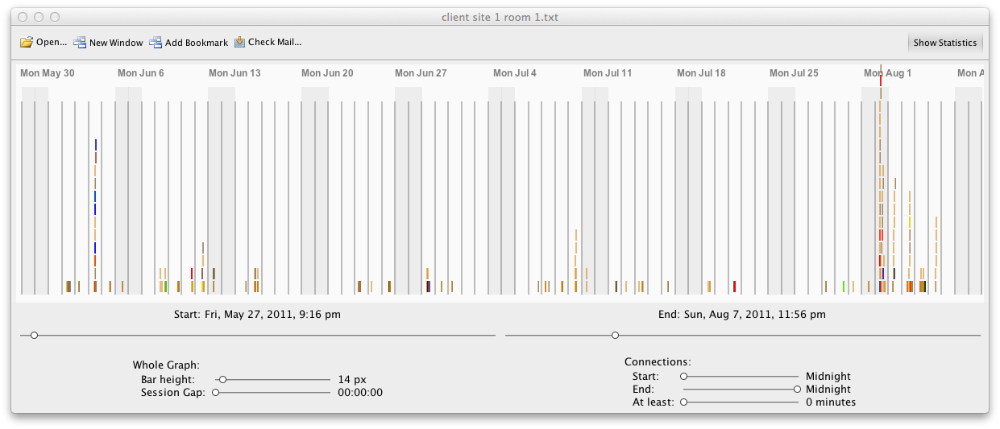 client site 1 room 1.txt
Open... New Window Add Bookmark Check Mail... Show Statistics
Mon May 30 Mon Jun 6 Mon Jun 13 Mon Jun 20 Mon Jun 27 Mon Jul 4 Mon Jul 11 Mon Jul 18 Mon Jul 25 Mon Aug 1 Mon A
Start: Fri, May 27, 2011, 9:16 pm End: Sun, Aug 7, 2011, 11:56 pm
Whole Graph:
Bar height: 14 px
Session Gap: 00:00:00
Connections:
Start: Midnight
End: Midnight
At least: 0 minutes